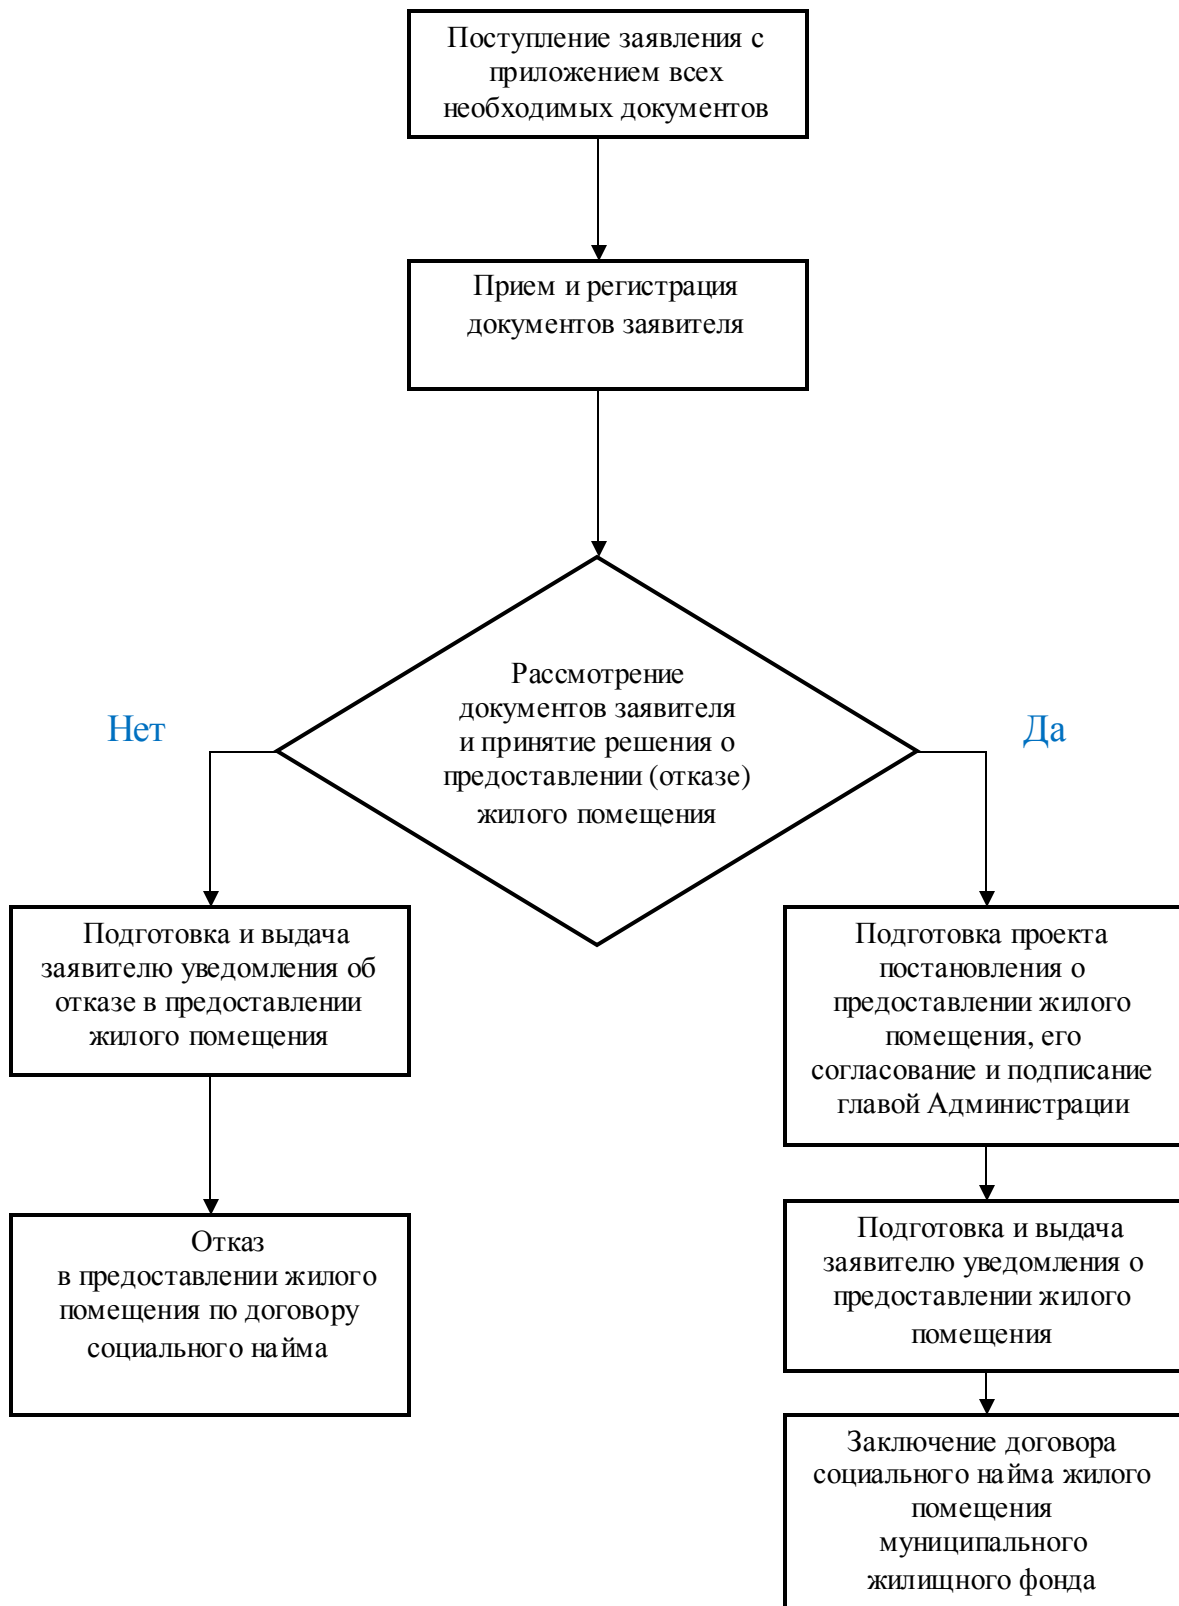 Поступление заявления с
приложением всех
необходимых документов
Прием и регистрация
документов заявителя
Рассмотрение
документов заявителя
и принятие решения о
предоставлении (отказе)
жилого помещения
Нет
Да
Подготовка и выдача
заявителю уведомления об
отказе в предоставлении
жилого помещения
Отказ
в предоставлении жилого
помещения по договору
социального найма
Подготовка проекта
постановления о
предоставлении жилого
помещения, его
согласование и подписание
главой Администрации
Подготовка и выдача
заявителю уведомления о
предоставлении жилого
помещения
Заключение договора
социального найма жилого
помещения
муниципального
жилищного фонда